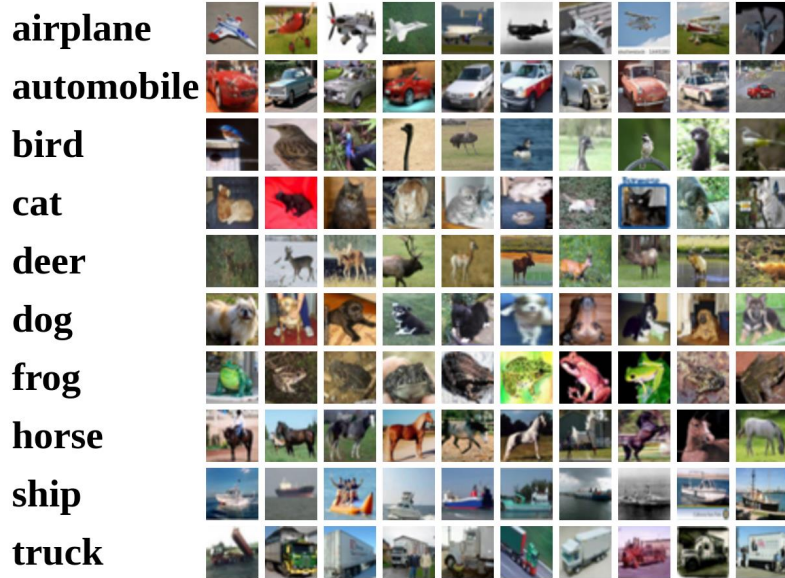 airplane
automobile
bird
cat
deer
dog
frog
horse
ship
truck